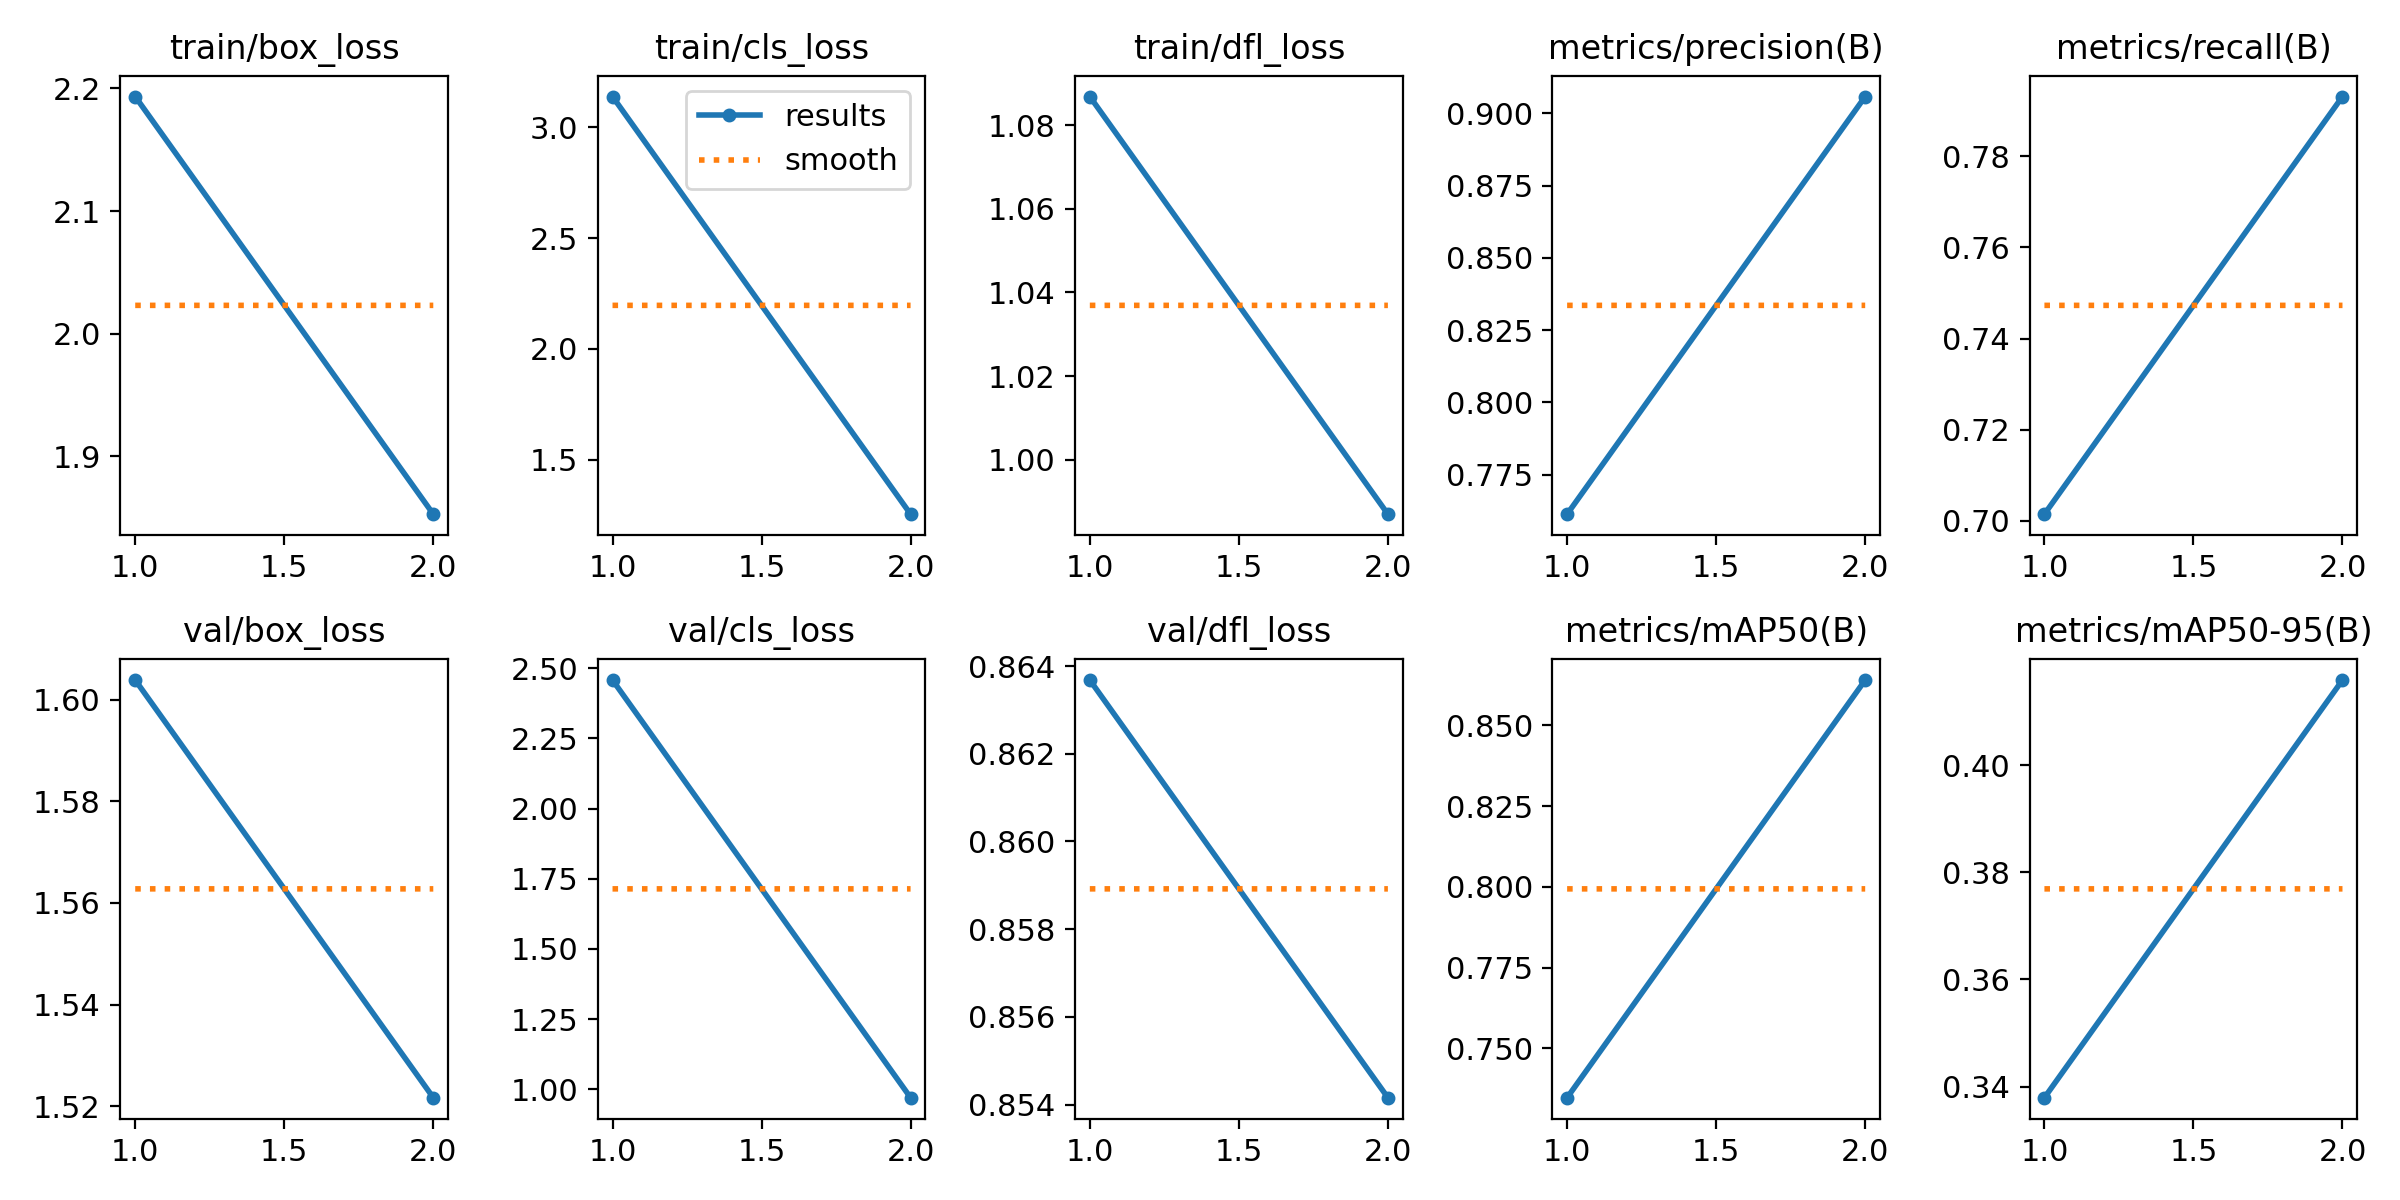 train/box_loss
2.2
2.1
2.0
1.9
1.0 1.5 2.0
train/cls_loss
results
smooth
3.0
2.5
2.0
1.5
1.0 1.5 2.0
train/dfl_loss
1.08
1.06
1.04
1.02
1.00
1.0 1.5 2.0
metrics/precision(B)
0.900
0.875
0.850
0.825
0.800
0.775
1.0 1.5 2.0
metrics/recall(B)
0.78
0.76
0.74
0.72
0.70
1.0 1.5 2.0
val/box_loss
1.60
1.58
1.56
1.54
1.52
1.0 1.5 2.0
val/cls_loss
2.50
2.25
2.00
1.75
1.50
1.25
1.00
1.0 1.5 2.0
val/dfl_loss
0.864
0.862
0.860
0.858
0.856
0.854
1.0 1.5 2.0
metrics/mAP50(B)
0.850
0.825
0.800
0.775
0.750
1.0 1.5 2.0
metrics/mAP50-95(B)
0.40
0.38
0.36
0.34
1.0 1.5 2.0